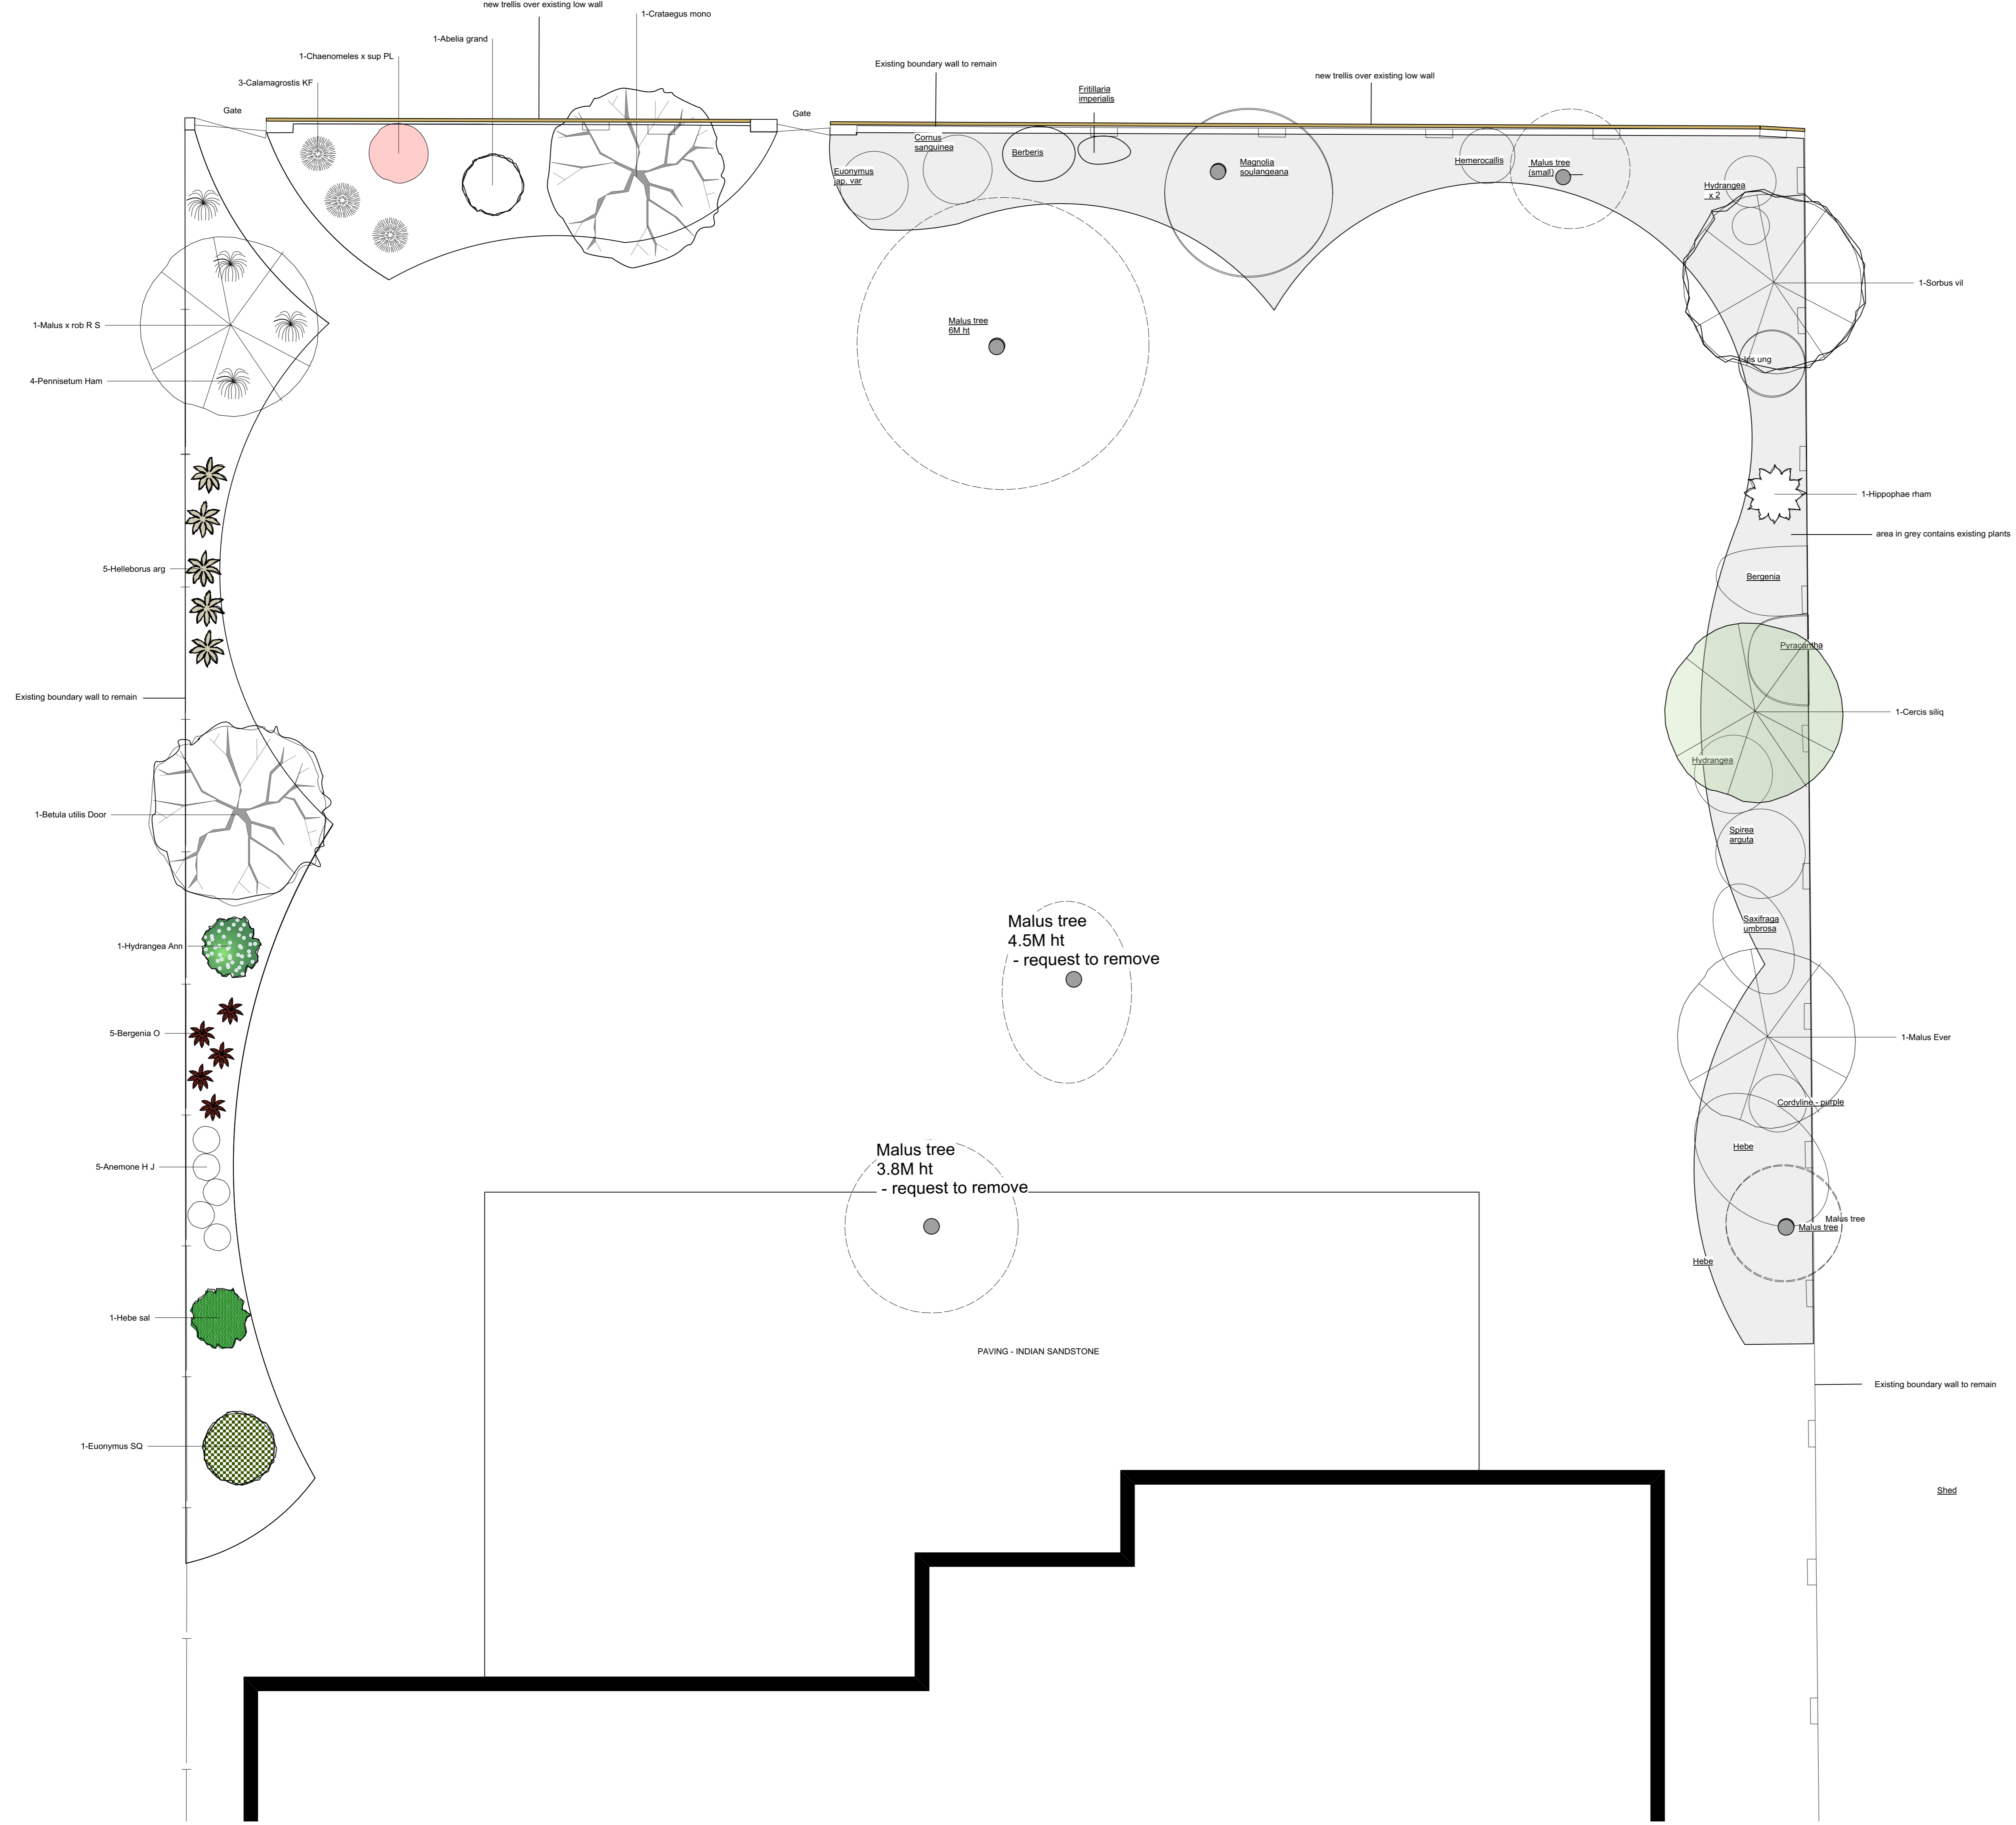 new trellis over existing low wall
1-Crataegus mono
1-Abelia grand
1-Chaenomeles x sup PL
3-Calamagrostis KF
Existing boundary wall to remain
new trellis over existing low wall
Fritillaria
imperialis
Gate
Gate
Cornus
sanguinea
Berberis
Euonymus
jap. var
Magnolia
soulangeana
Hemerocallis
Malus tree
(small)
Hydrangea
x 2
1-Sorbus vil
1-Malus x rob R S
Malus tree
6M ht
Iris ung
4-Pennisetum Ham
1-Hippophae rham
area in grey contains existing plants
5-Helleborus arg
Bergenia
Pyracantha
Existing boundary wall to remain
1-Cercis siliq
Hydrangea
1-Betula utilis Door
Spirea
arguta
Malus tree
4.5M ht
- request to remove
Saxifraga
umbrosa
1-Hydrangea Ann
5-Bergenia O
1-Malus Ever
Cordyline - purple
Malus tree
3.8M ht
- request to remove
Hebe
5-Anemone H J
Malus tree
Malus tree
Hebe
1-Hebe sal
PAVING - INDIAN SANDSTONE
Existing boundary wall to remain
1-Euonymus SQ
Shed